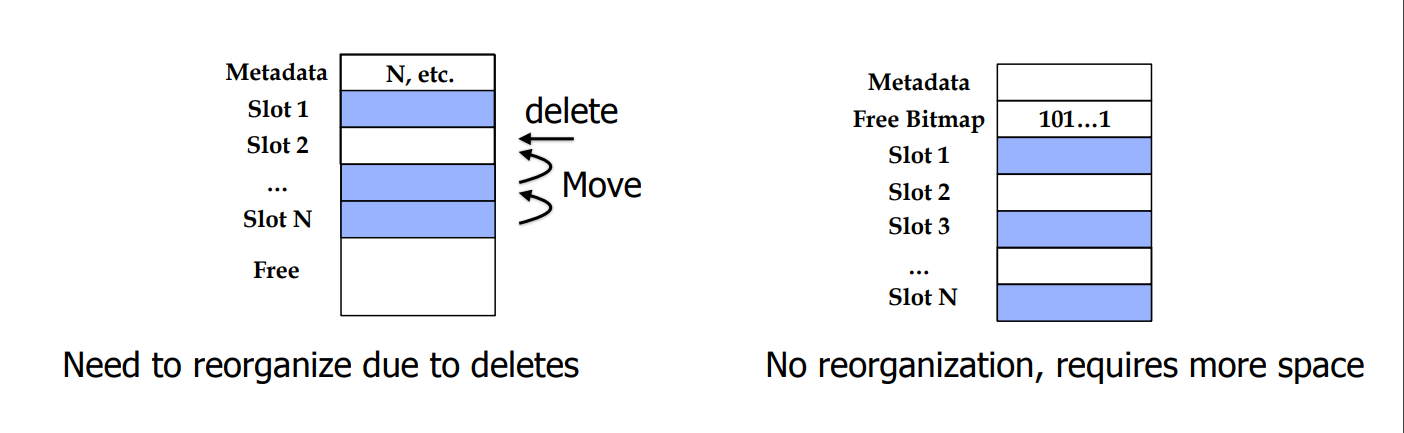 Metadata
N, etc.
Slot 1
delete
Slot 2
...
Move
Slot N
Free
Need to reorganize due to deletes
Metadata
Free Bitmap
101...1
Slot 1
Slot 2
Slot 3
...
Slot N
No reorganization, requires more space